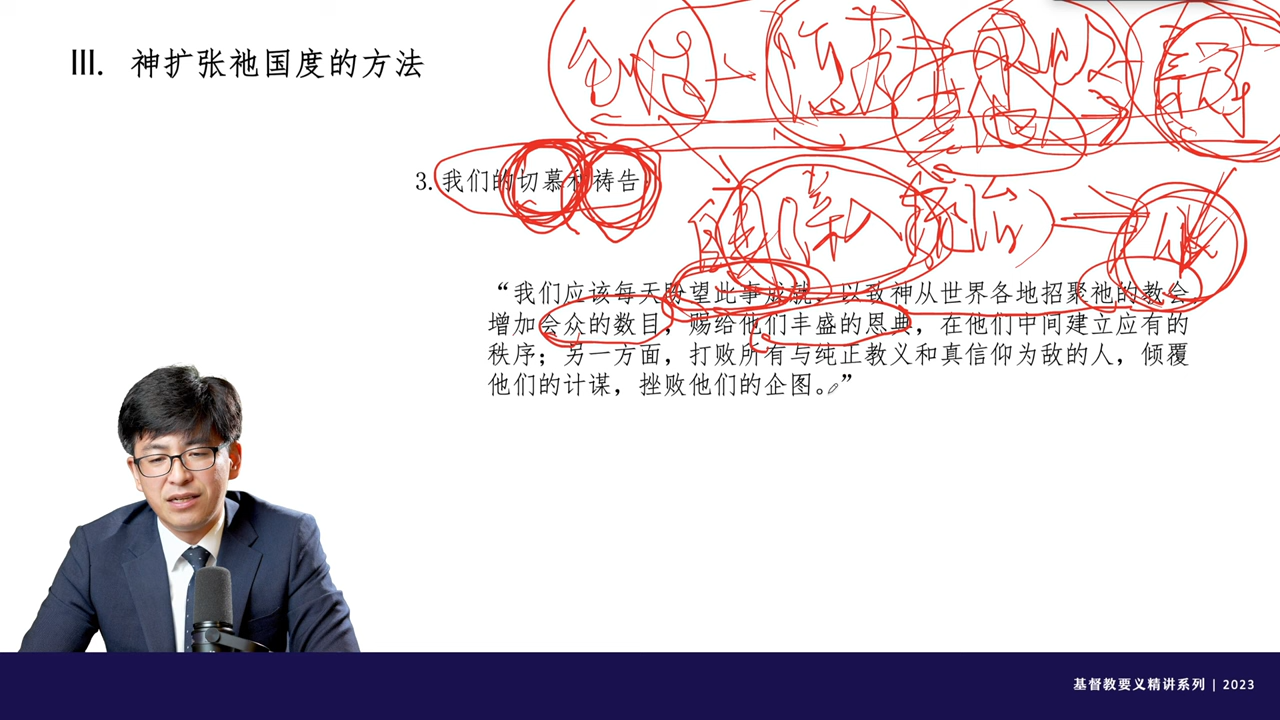 III. 神扩张祂国度的方法
3. 我们的切慕和祷告
“我们应该每天盼望此事成就，以致神从世界各地招聚祂的教会，
增加会众的数目，赐给他们丰盛的恩典，在他们中间建立应有的
秩序；另一方面，打败所有与纯正教义和真信仰为敌的人，倾覆
他们的计谋，挫败他们的企图。”
基督教要义精讲系列 | 2023